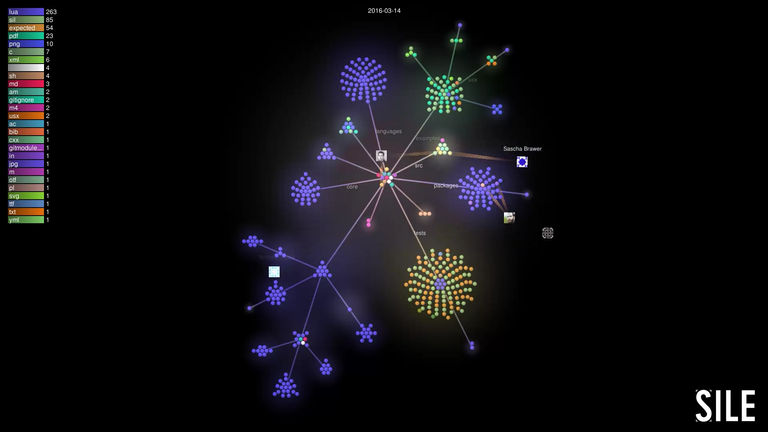 2016-03-14
lua 263
sil 85
expected 54
pdf 23
png 10
c 7
xml 6
4
sh 4
md 3
am 2
gitignore 2
m4 2
usx 2
ac 1
bib 1
cxx 1
gitmodule... 1
in 1
jpg 1
m 1
otf 1
pl 1
svg 1
ttf 1
txt 1
yml 1
languages
examples
Sascha Brawer
src
core
packages
tests
SILE